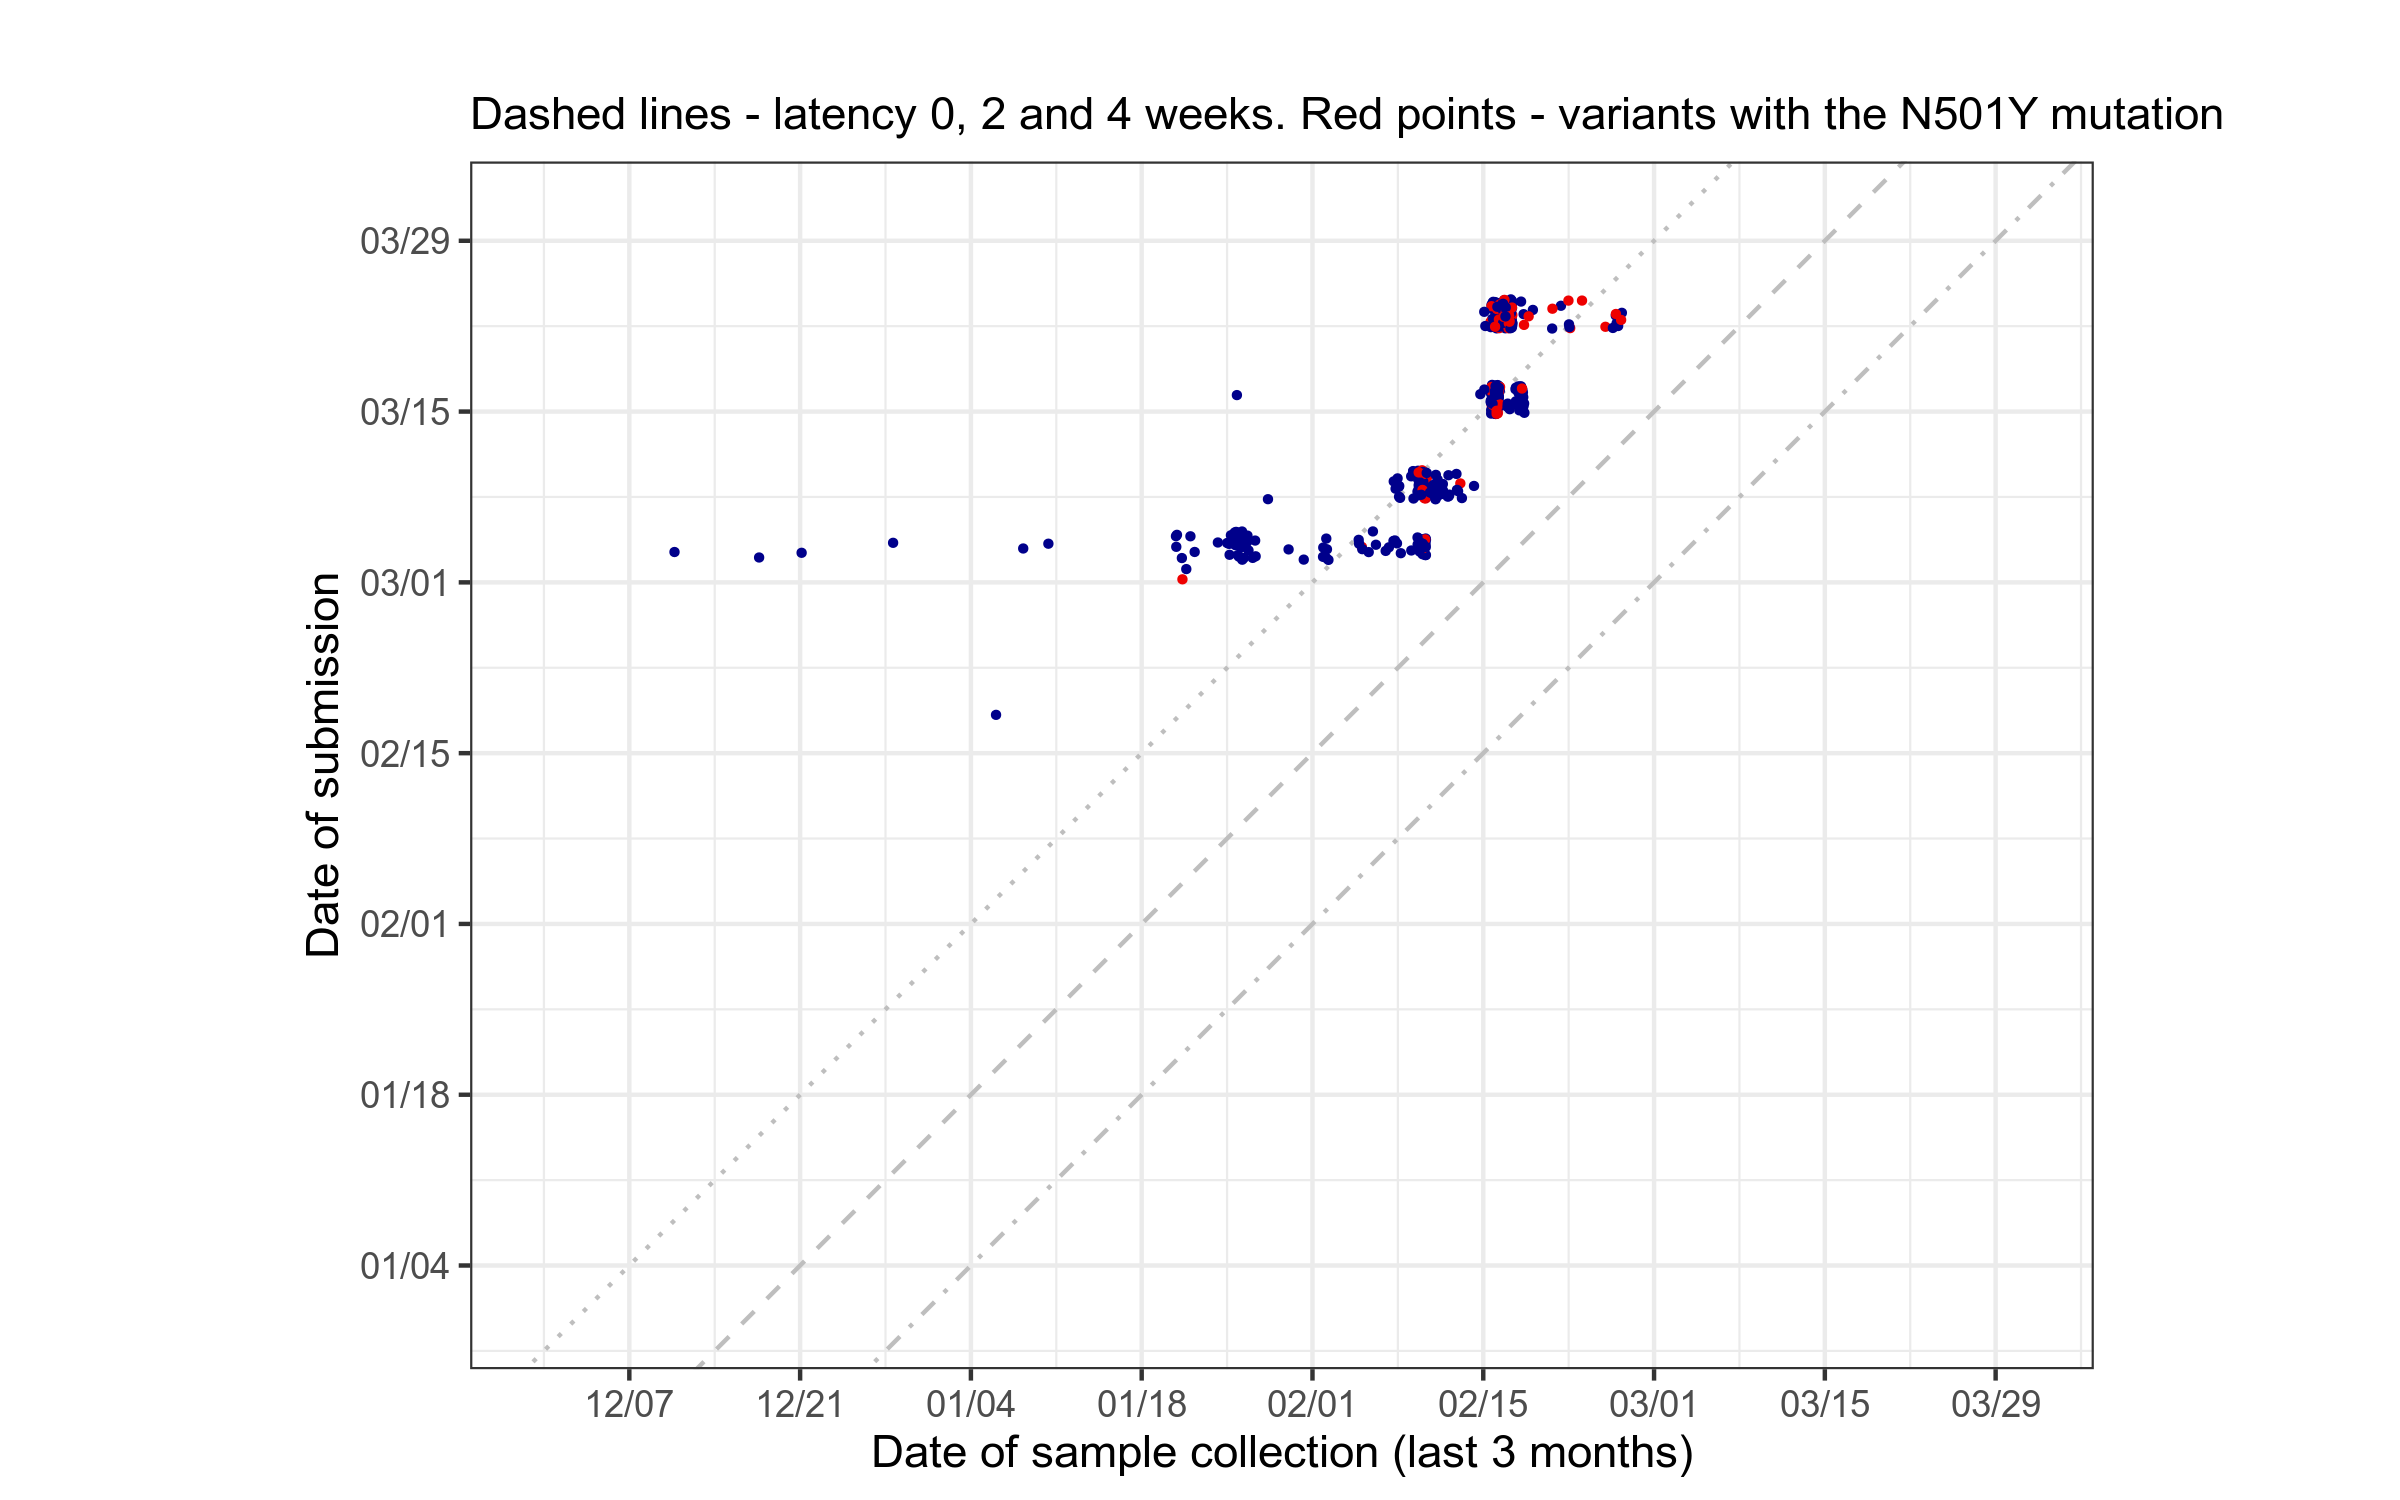 Dashed lines - latency 0, 2 and 4 weeks. Red points - variants with the N501Y mutation
Date of submission
03/29
03/15
03/01
02/15
02/01
01/18
01/04
12/07 12/21 01/04 01/18 02/01 02/15 03/01 03/15 03/29
Date of sample collection (last 3 months)